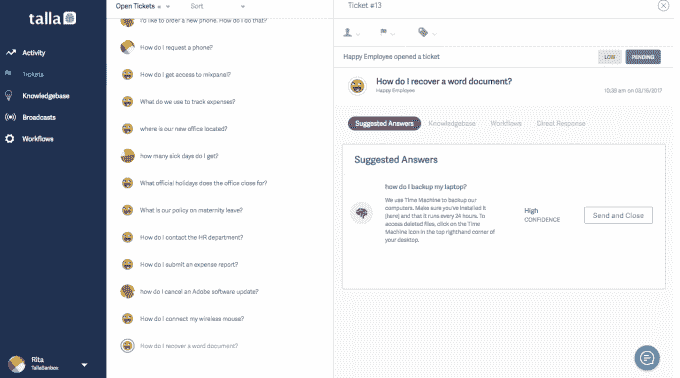 talla
Activity
Tickets
Knowledgebase
Broadcasts
Workflows
Rita
TallaSanbox
Open Tickets
Sort
I'd like to order a new phone. How do I do that?
How do I request a phone?
How do I get access to mixpanel?
What do we use to track expenses?
where is our new office located?
how many sick days do I get?
What official holidays does the office close for?
What is our policy on maternity leave?
How do I contact the HR department?
How do I submit an expense report?
how do I cancel an Adobe software update?
How do I connect my wireless mouse?
How do I recover a word document?
Ticket #13
Happy Employee opened a ticket
LOW
PENDING
How do I recover a word document?
Happy Employee
on 02/16/2017
Suggested Answers
Knowledgebase
Workflows
Direct Response
Suggested Answers
how do I backup my laptop?
We use Time Machine to backup our
computers. Make sure you've installed it
(here) and that it runs every 24 hours. To
access deleted files, click on the Time
Machine icon in the top righthand corner of
your desktop.
High
CONFIDENCE
Send and Close